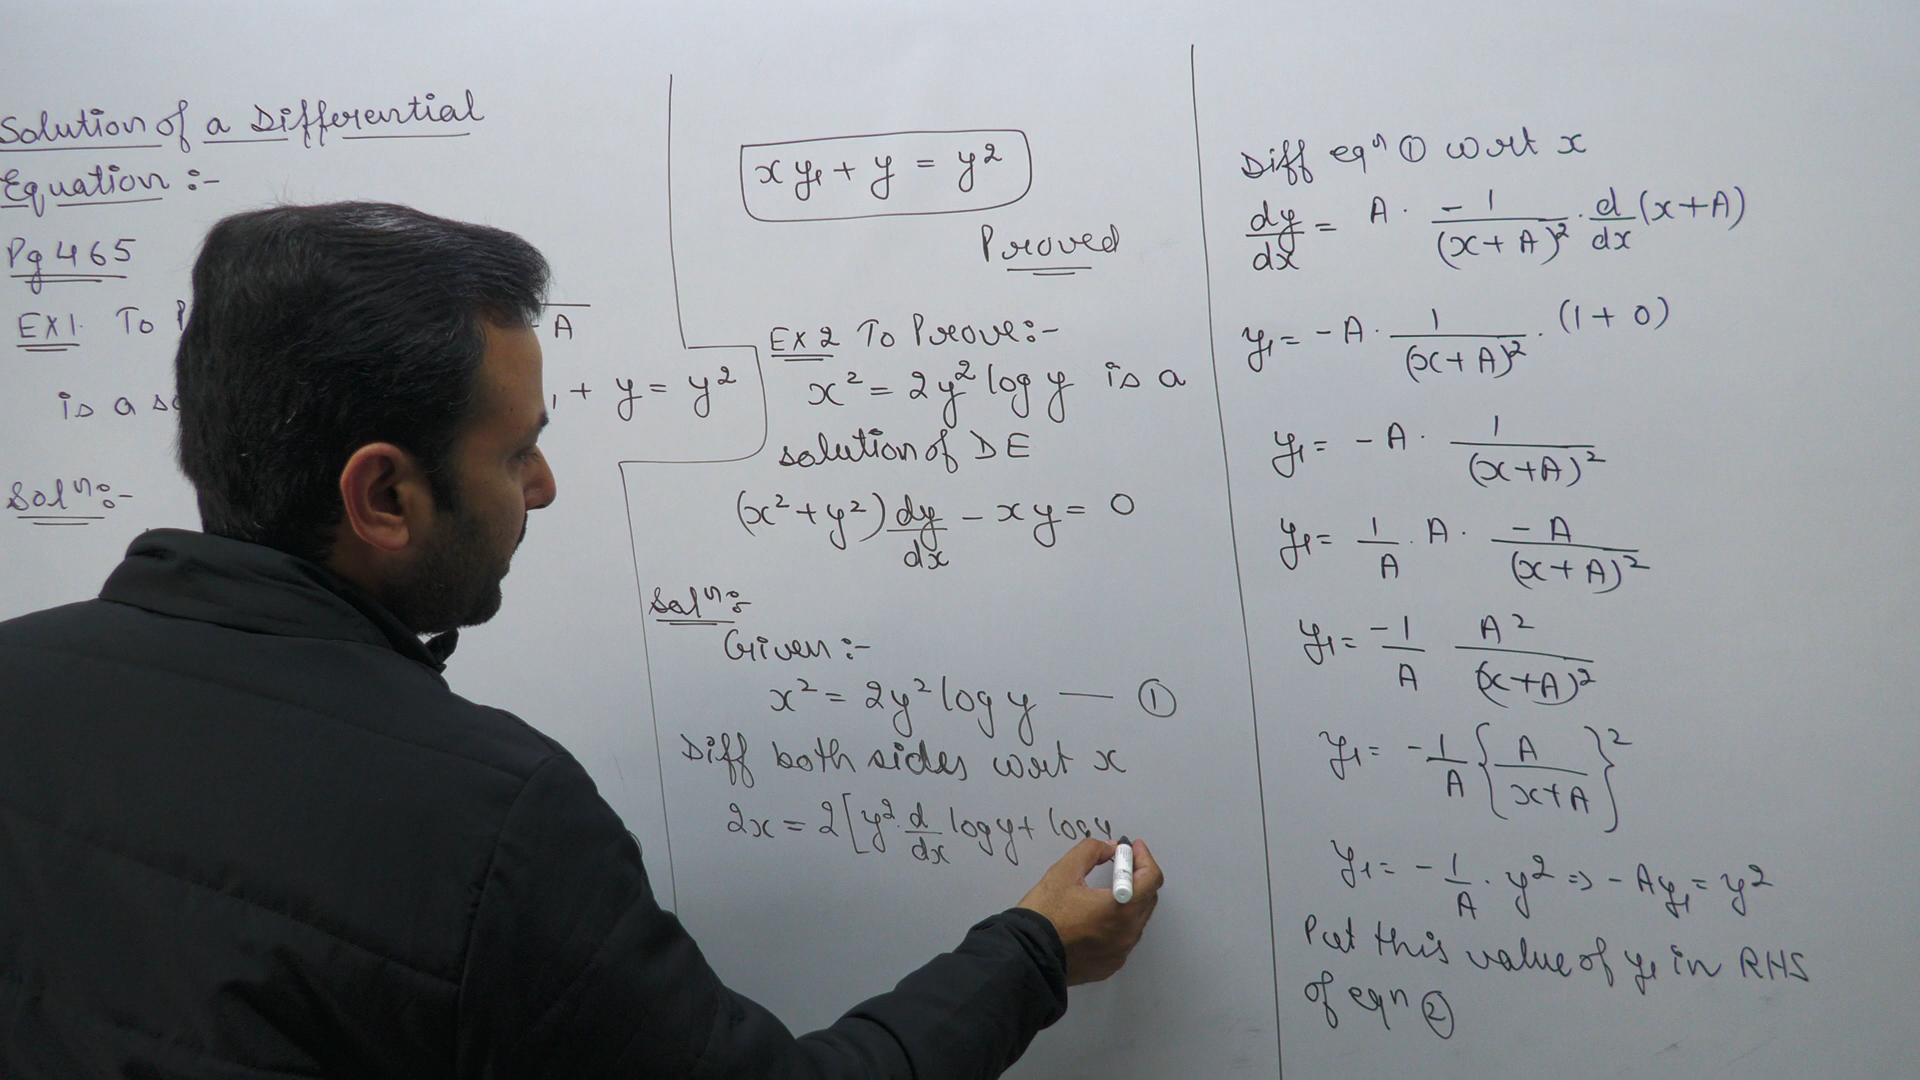 Solution of a Differential
Equation :-
Pg 465
EX1. To
A
is a
+ y = y²
Solⁿ:-
xy₁ + y = y²
Proved
EX 2 To Prove:-
x² = 2y² log y is a
solution of DE
(x² + y²) dy/dx - xy = 0
Solⁿ:-
Given :-
x² = 2y² log y — ①
Diff both sides wrt x
2x = 2[y² · d/dx log y + log y
Diff eqⁿ ① wrt x
dy/dx = A · -1/(x+A)² · d/dx (x+A)
y₁ = -A · 1/(x+A)² · (1+0)
y₁ = -A · 1/(x+A)²
y₁ = 1/A · A · -A/(x+A)²
y₁ = -1/A A²/(x+A)²
y₁ = -1/A {A/(x+A)}²
y₁ = -1/A · y² => -Ay₁ = y²
Put this value of y₁ in RHS
of eqn ②